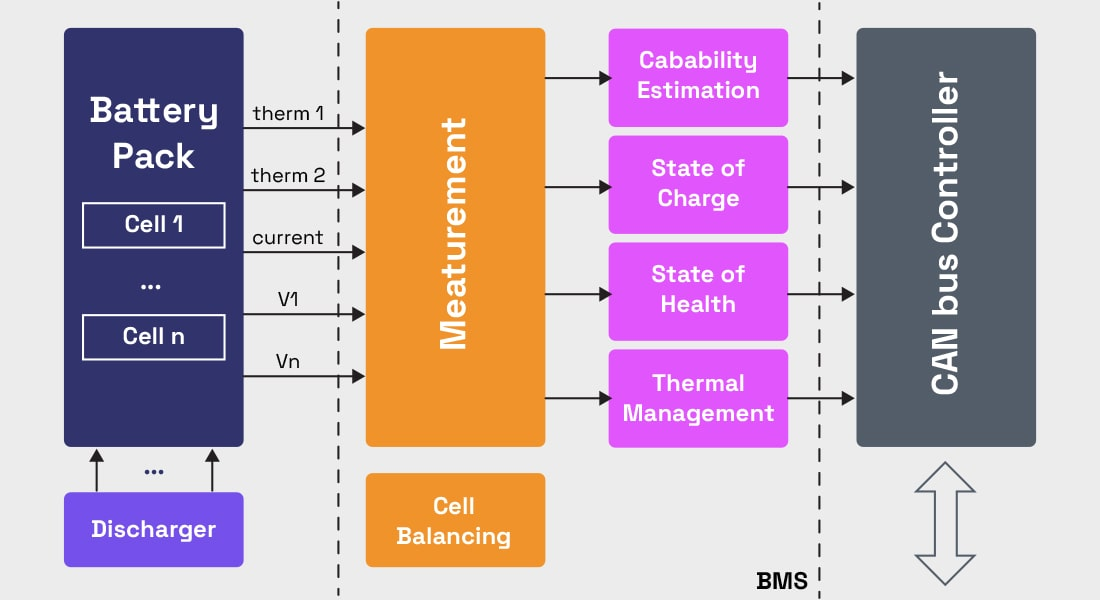 Battery
Pack
Cell 1
...
Cell n
...
Discharger
therm 1
therm 2
current
V1
Vn
Meaturement
Cell
Balancing
Cabability
Estimation
State of
Charge
State of
Health
Thermal
Management
BMS
CAN bus Controller